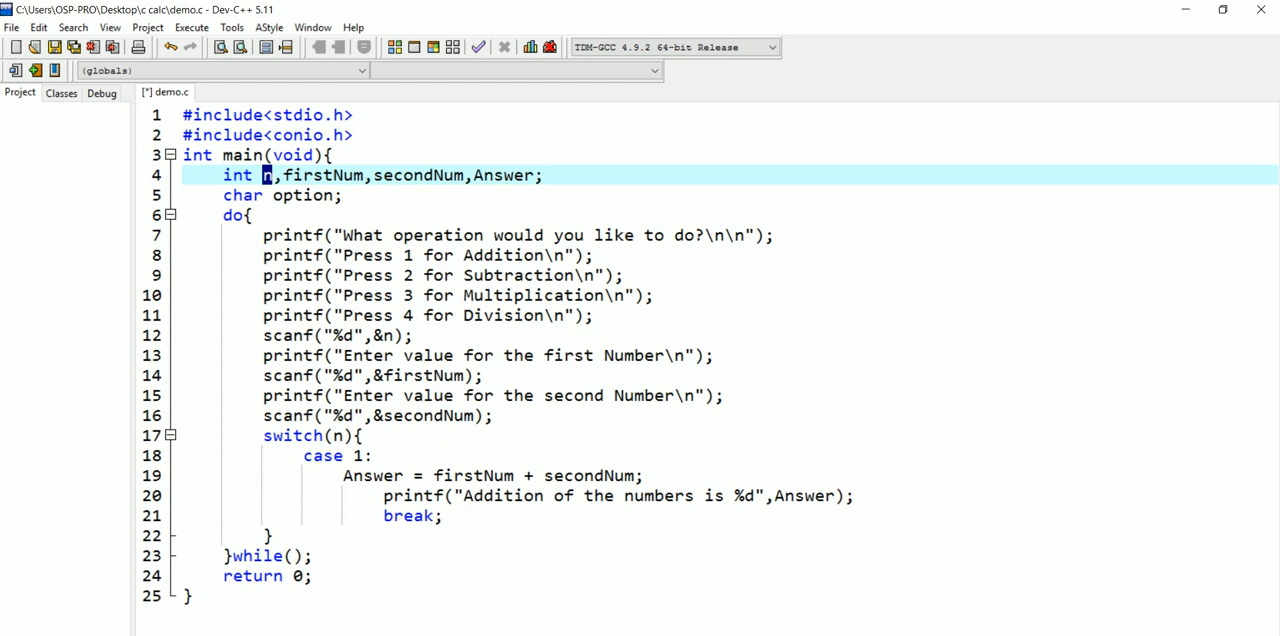 C:\Users\OSP-PRO\Desktop\c calc\demo.c - Dev-C++ 5.11
File Edit Search View Project Execute Tools AStyle Window Help
TDM-GCC 4.9.2 64-bit Release
(globals)
Project Classes Debug [*] demo.c
1 #include<stdio.h>
2 #include<conio.h>
3 int main(void){
4 int n,firstNum,secondNum,Answer;
5 char option;
6 do{
7 printf("What operation would you like to do?\n\n");
8 printf("Press 1 for Addition\n");
9 printf("Press 2 for Subtraction\n");
10 printf("Press 3 for Multiplication\n");
11 printf("Press 4 for Division\n");
12 scanf("%d",&n);
13 printf("Enter value for the first Number\n");
14 scanf("%d",&firstNum);
15 printf("Enter value for the second Number\n");
16 scanf("%d",&secondNum);
17 switch(n){
18 case 1:
19 Answer = firstNum + secondNum;
20 printf("Addition of the numbers is %d",Answer);
21 break;
22 }
23 }while();
24 return 0;
25 }